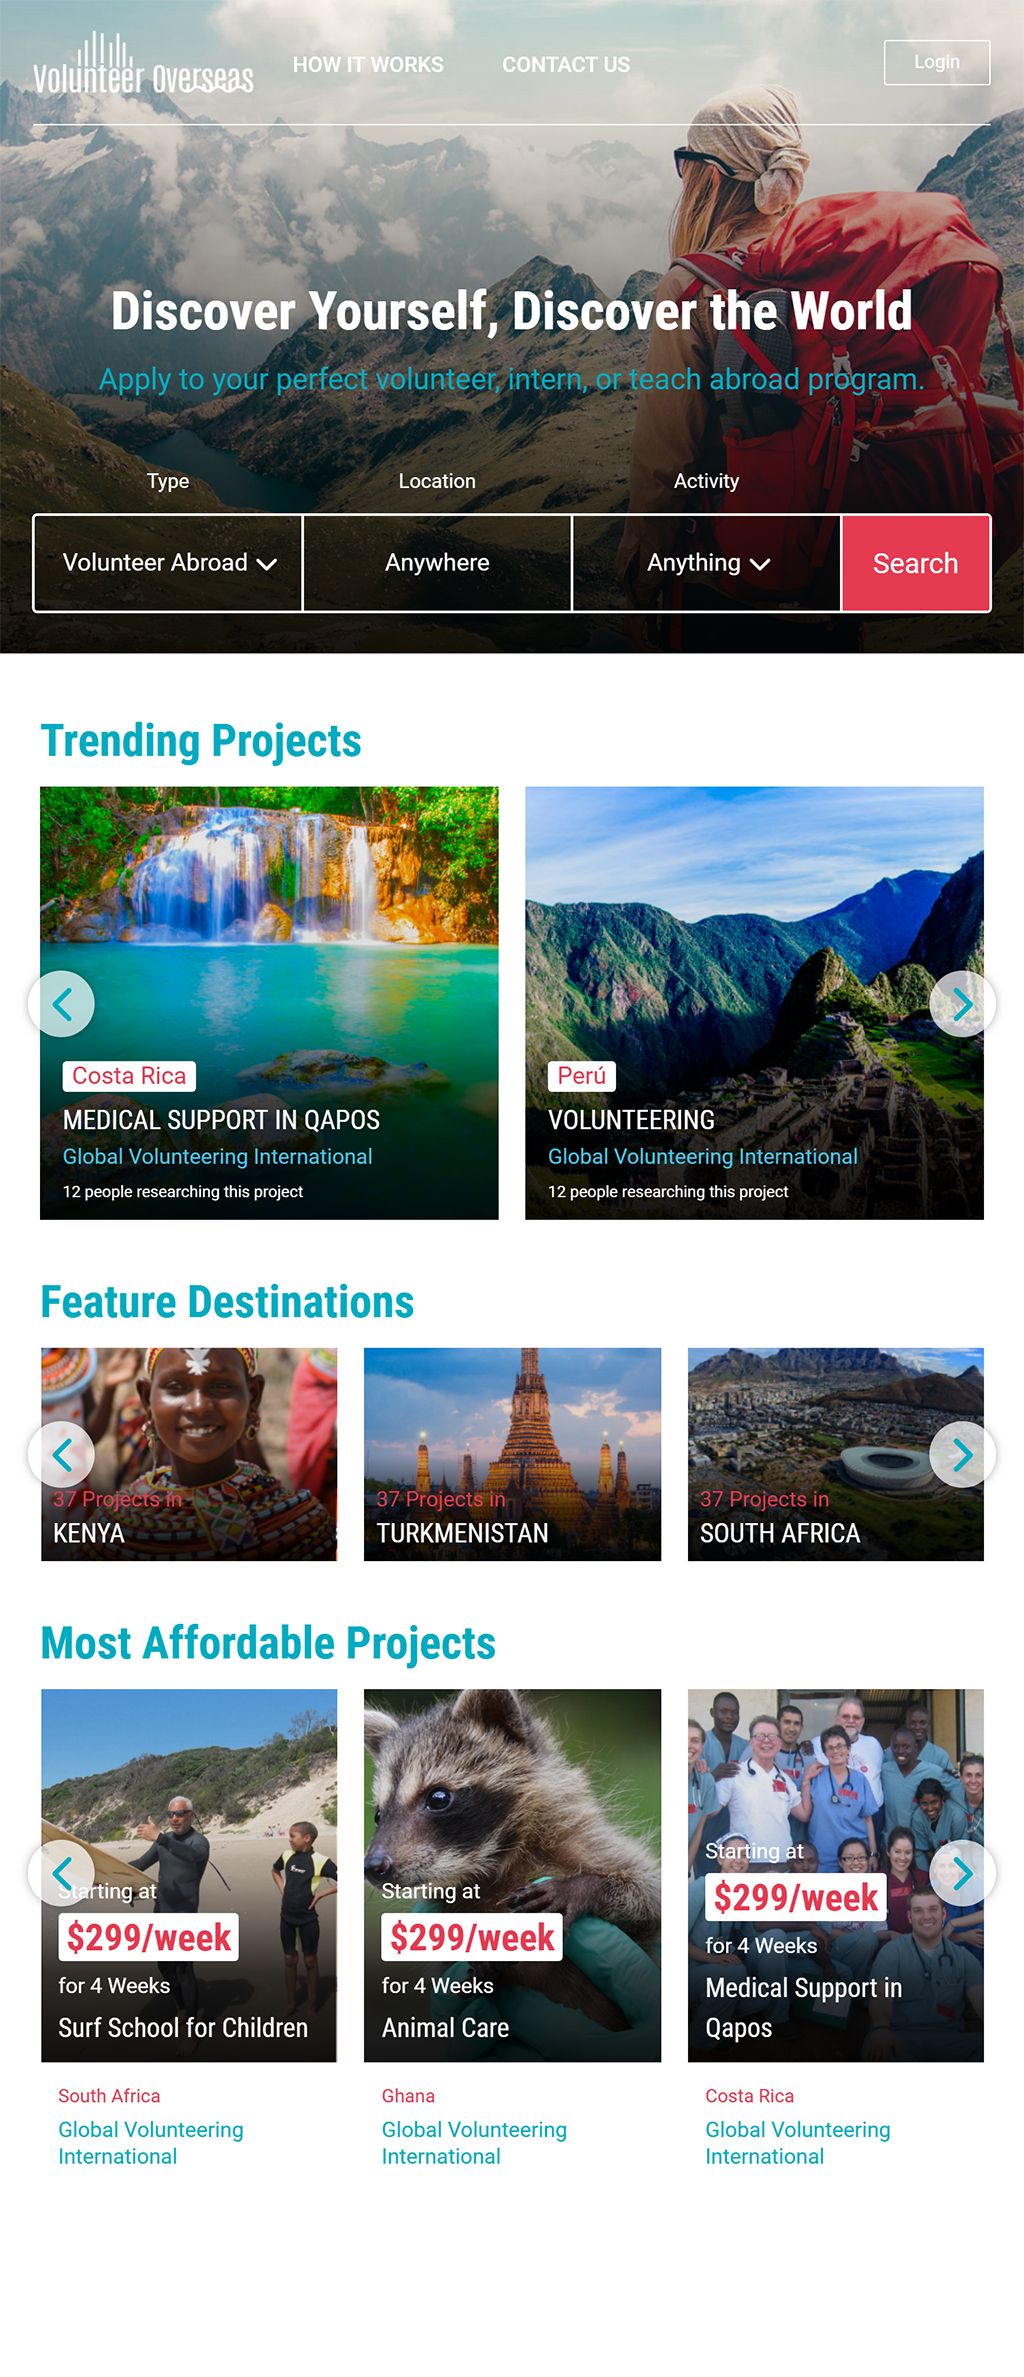 Volunteer Overseas
HOW IT WORKS
CONTACT US
Login
Discover Yourself, Discover the World
Apply to your perfect volunteer, intern, or teach abroad program.
Type
Location
Activity
Volunteer Abroad
Anywhere
Anything
Search
Trending Projects
Costa Rica
MEDICAL SUPPORT IN QAPOS
Global Volunteering International
12 people researching this project
Perú
VOLUNTEERING
Global Volunteering International
12 people researching this project
Feature Destinations
37 Projects in
KENYA
37 Projects in
TURKMENISTAN
37 Projects in
SOUTH AFRICA
Most Affordable Projects
Starting at
$299/week
for 4 Weeks
Surf School for Children
South Africa
Global Volunteering
International
Starting at
$299/week
for 4 Weeks
Animal Care
Ghana
Global Volunteering
International
Starting at
$299/week
for 4 Weeks
Medical Support in
Qapos
Costa Rica
Global Volunteering
International